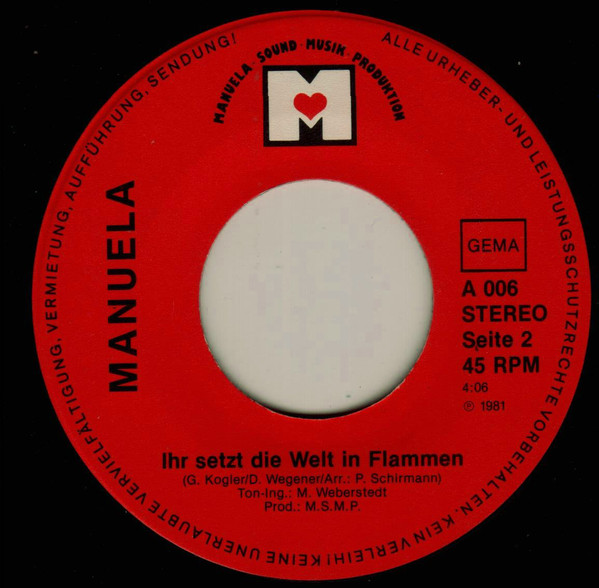 ALLE URHEBER- UND LEISTUNGSSCHUTZRECHTE VORBEHALTEN. KEIN VERLEIH! KEINE UNERLAUBTE VERVIELFÄLTIGUNG, VERMIETUNG, AUFFÜHRUNG, SENDUNG!
MANUELA SOUND · MUSIK · PRODUKTION
M
MANUELA
GEMA
A 006
STEREO
Seite 2
45 RPM
4:06
℗ 1981
Ihr setzt die Welt in Flammen
(G. Kogler/D. Wegener/Arr.: P. Schirmann)
Ton-Ing.: M. Weberstedt
Prod.: M.S.M.P.